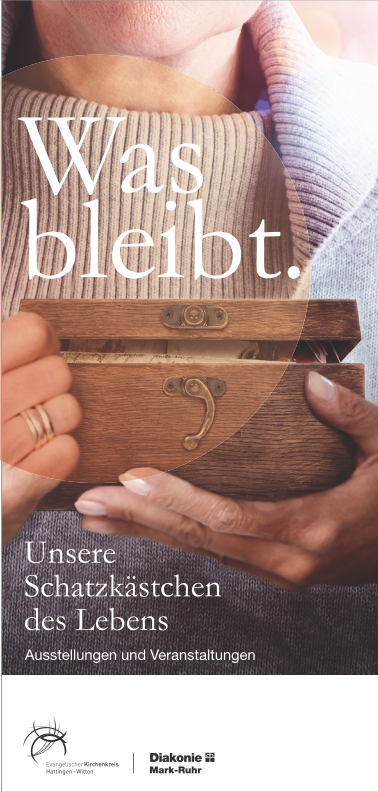 Was
bleibt.
Unsere
Schatzkästchen
des Lebens
Ausstellungen und Veranstaltungen
Evangelischer Kirchenkreis
Hattingen-Witten
Diakonie
Mark-Ruhr